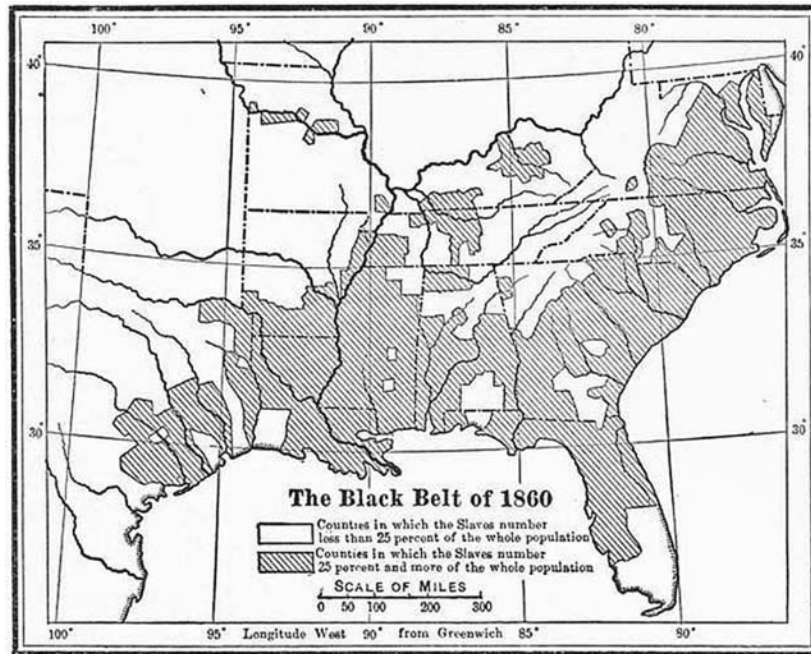 100° 95° 90° 85° 80°
40° 40°
35° 35°
30° 30°
The Black Belt of 1860
Counties in which the Slaves number
less than 25 percent of the whole population
Counties in which the Slaves number
25 percent and more of the whole population
SCALE OF MILES
0 50 100 200 300
100° 95° Longitude West 90° from Greenwich 85° 90°